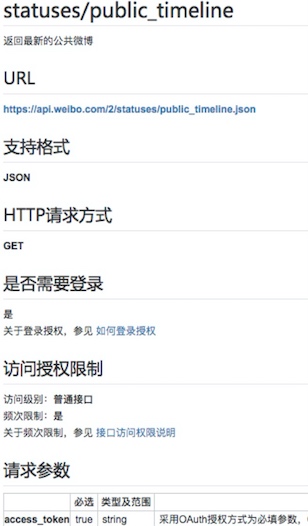 statuses/public_timeline
返回最新的公共微博
URL
https://api.weibo.com/2/statuses/public_timeline.json
支持格式
JSON
HTTP请求方式
GET
是否需要登录
是
关于登录授权，参见 如何登录授权
访问授权限制
访问级别：普通接口
频次限制：是
关于频次限制，参见 接口访问权限说明
请求参数
必选 类型及范围
access_token true string 采用OAuth授权方式为必填参数，